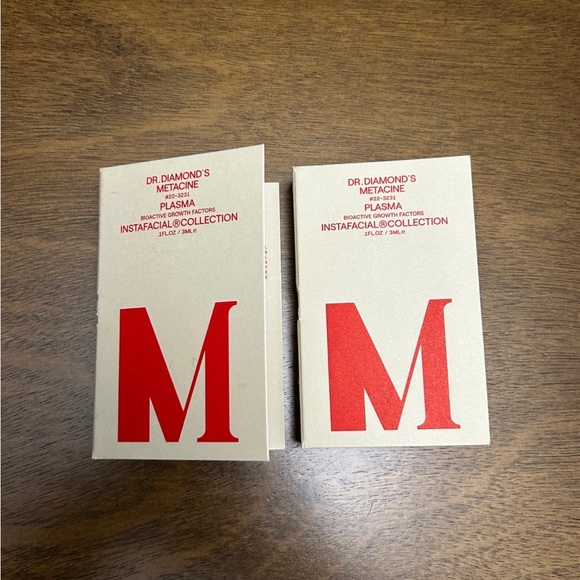 DR.DIAMOND'S
METACINE
#22-3231
PLASMA
BIOACTIVE GROWTH FACTORS
INSTAFACIAL®COLLECTION
.1FL.OZ / 3ML℮
M
DR.DIAMOND'S
METACINE
#22-3231
PLASMA
BIOACTIVE GROWTH FACTORS
INSTAFACIAL®COLLECTION
.1FL.OZ / 3ML℮
M